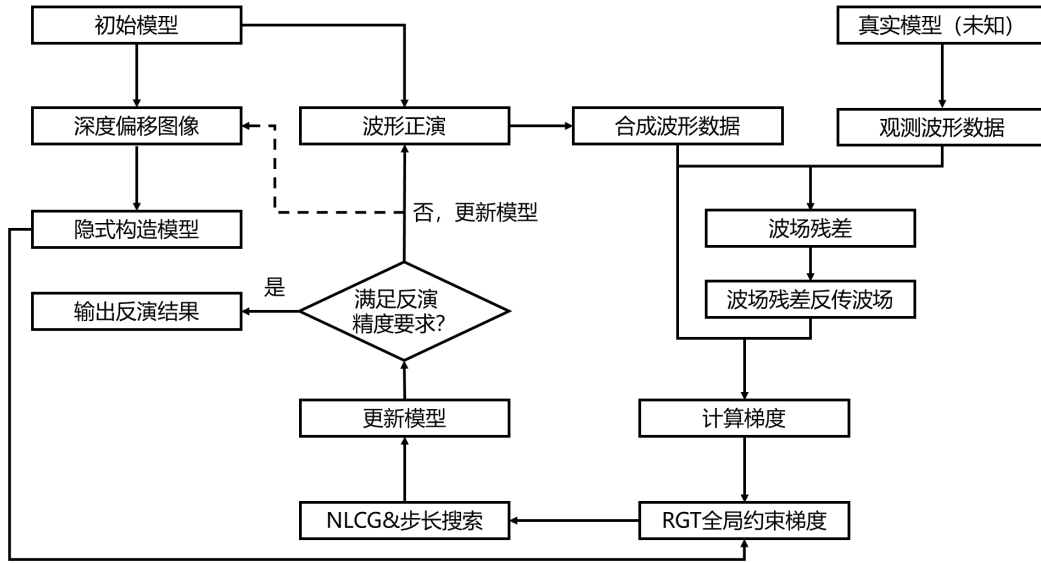 初始模型
真实模型（未知）
深度偏移图像
波形正演
合成波形数据
观测波形数据
否，更新模型
隐式构造模型
波场残差
是
输出反演结果
满足反演
精度要求?
波场残差反传波场
更新模型
计算梯度
NLCG&步长搜索
RGT全局约束梯度